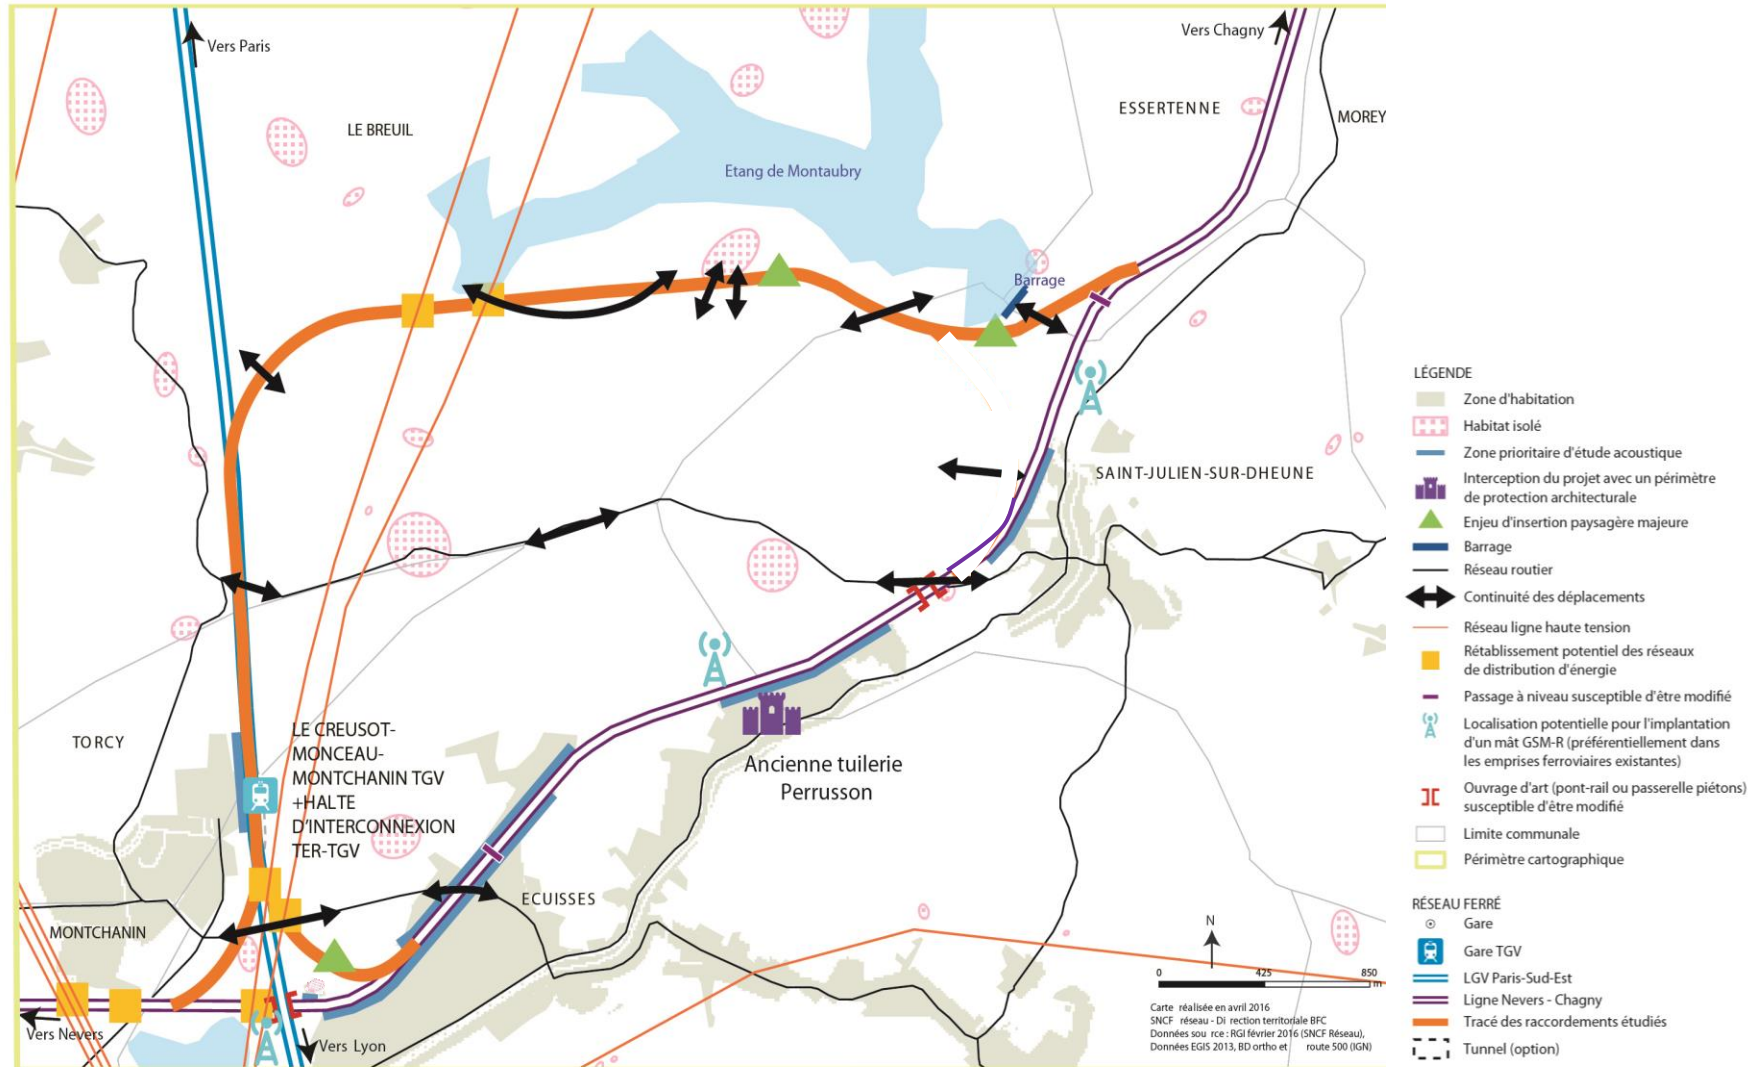 Vers Paris
Vers Chagny
ESSERTENNE
MOREY
LE BREUIL
Etang de Montaubry
Barrage
SAINT-JULIEN-SUR-DHEUNE
TORCY
LE CREUSOT-
MONCEAU-
MONTCHANIN TGV
+HALTE
D'INTERCONNEXION
TER-TGV
Ancienne tuilerie
Perrusson
ECUISSES
MONTCHANIN
Vers Nevers
Vers Lyon
N
0 425 850
m
Carte réalisée en avril 2016
SNCF réseau - Di rection territoriale BFC
Données sou rce : RGI février 2016 (SNCF Réseau),
Données EGIS 2013, BD ortho et route 500 (IGN)
LÉGENDE
Zone d'habitation
Habitat isolé
Zone prioritaire d'étude acoustique
Interception du projet avec un périmètre
de protection architecturale
Enjeu d'insertion paysagère majeure
Barrage
Réseau routier
Continuité des déplacements
Réseau ligne haute tension
Rétablissement potentiel des réseaux
de distribution d'énergie
Passage à niveau susceptible d'être modifié
Localisation potentielle pour l'implantation
d'un mât GSM-R (préférentiellement dans
les emprises ferroviaires existantes)
Ouvrage d'art (pont-rail ou passerelle piétons)
susceptible d'être modifié
Limite communale
Périmètre cartographique
RÉSEAU FERRÉ
Gare
Gare TGV
LGV Paris-Sud-Est
Ligne Nevers - Chagny
Tracé des raccordements étudiés
Tunnel (option)